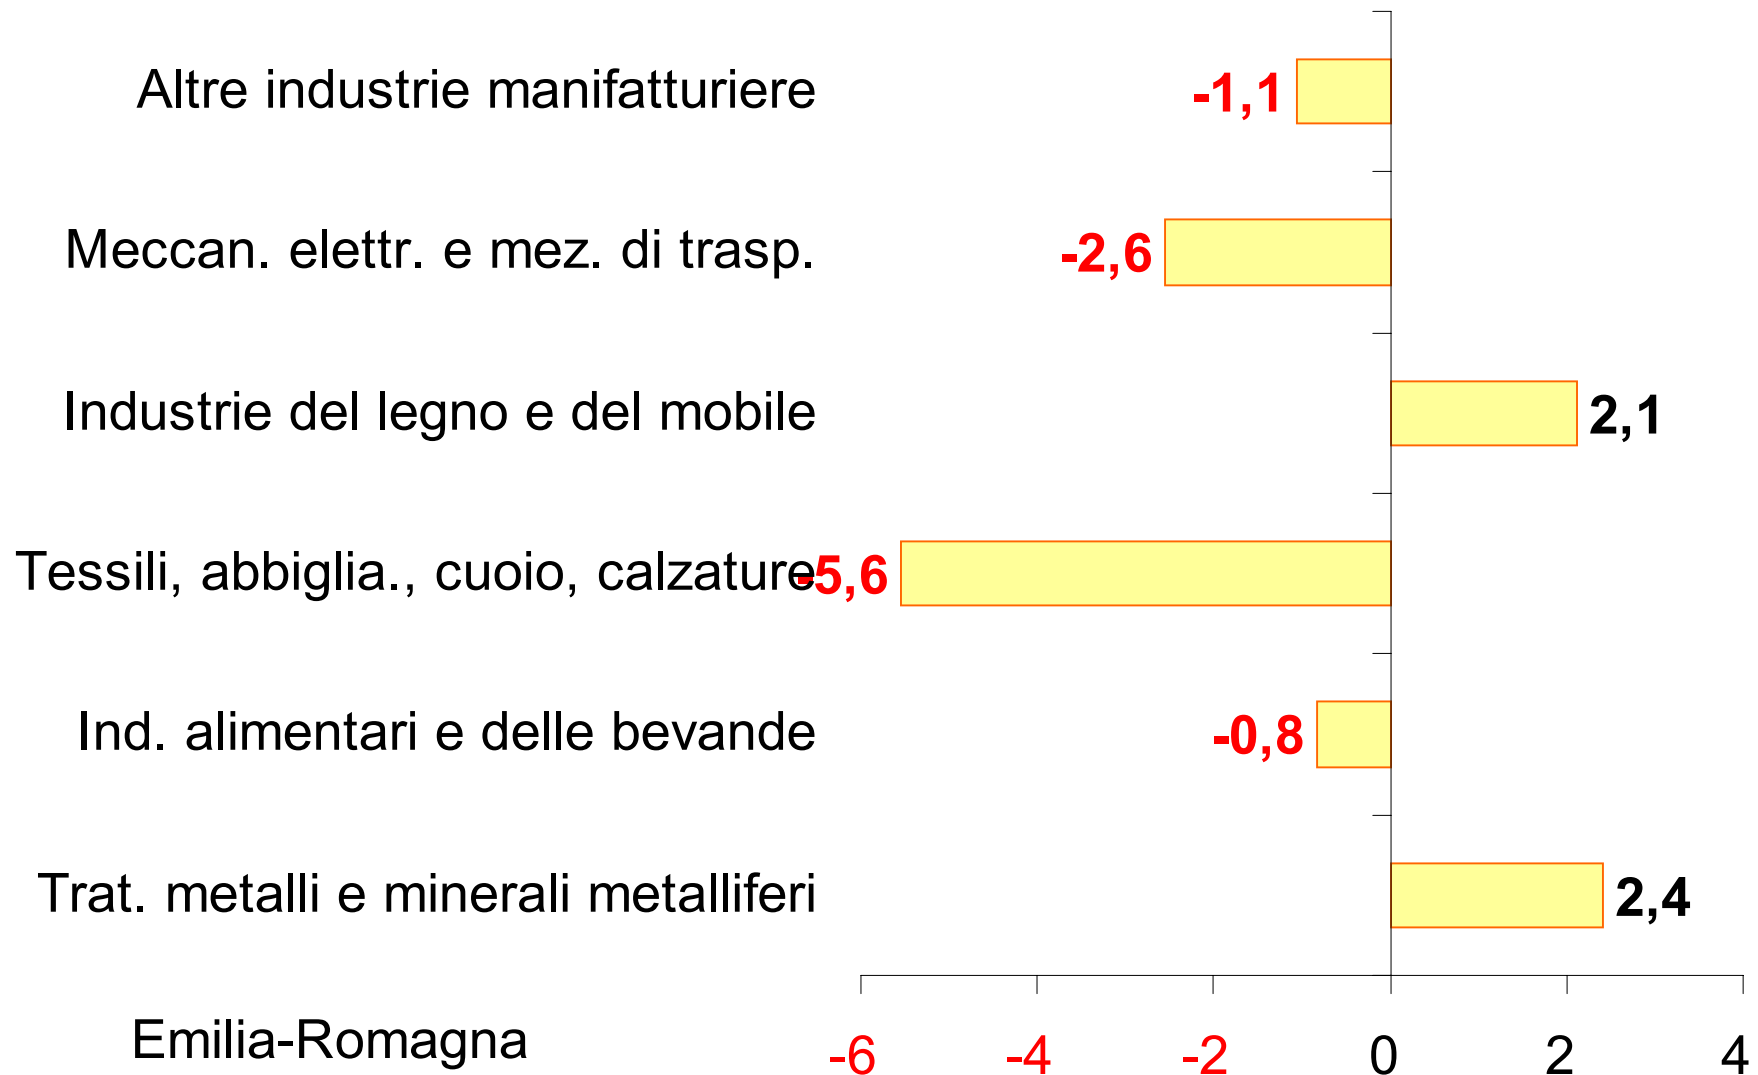 Altre industrie manifatturiere -1,1
Meccan. elettr. e mez. di trasp. -2,6
Industrie del legno e del mobile 2,1
Tessili, abbiglia., cuoio, calzature -5,6
Ind. alimentari e delle bevande -0,8
Trat. metalli e minerali metalliferi 2,4
Emilia-Romagna -6 -4 -2 0 2 4